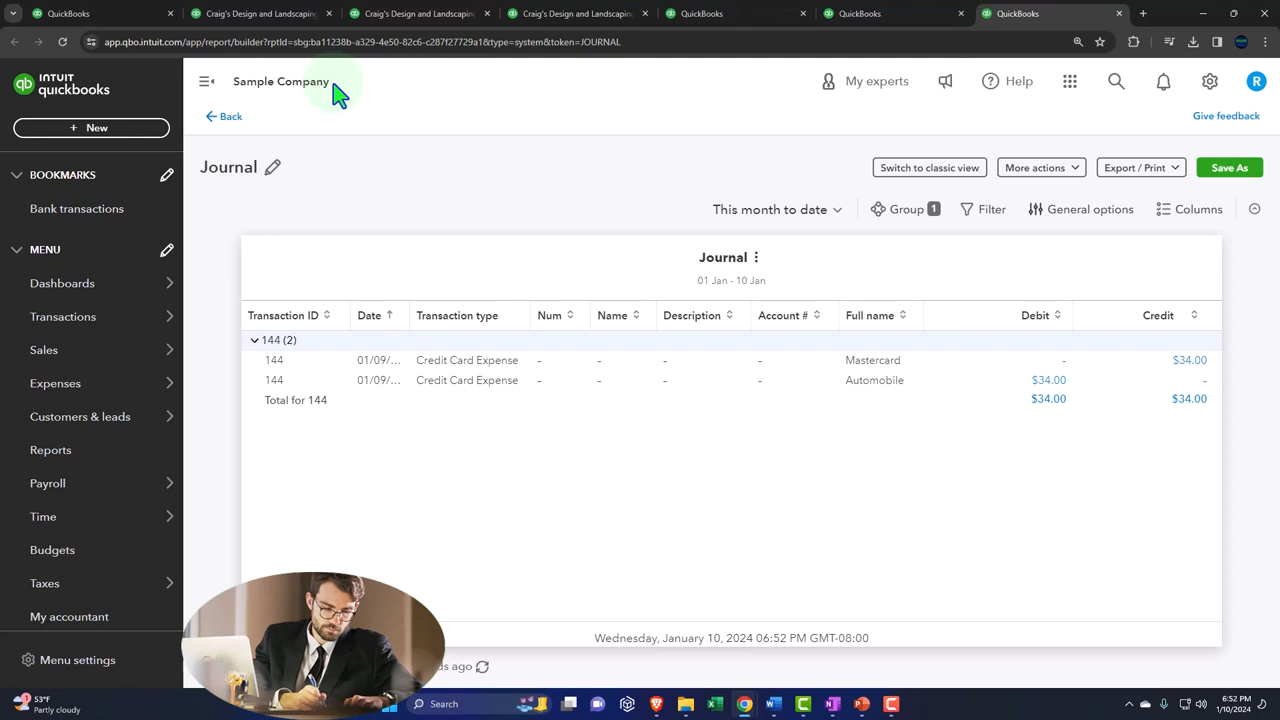 QuickBooks
Craig's Design and Landscaping
Craig's Design and Landscaping
Craig's Design and Landscaping
QuickBooks
QuickBooks
QuickBooks
app.qbo.intuit.com/app/report/builder?rptId=sbg:ba11238b-a329-4e50-82c6-c287f27729a1&type=system&token=JOURNAL
INTUIT
quickbooks
Sample Company
My experts
Help
R
Back
Give feedback
+ New
Journal
Switch to classic view
More actions
Export / Print
Save As
BOOKMARKS
Bank transactions
This month to date
Group 1
Filter
General options
Columns
MENU
Dashboards
Transactions
Sales
Expenses
Customers & leads
Reports
Payroll
Time
Budgets
Taxes
My accountant
Menu settings
Journal
01 Jan - 10 Jan
Transaction ID Date Transaction type Num Name Description Account # Full name Debit Credit
144 (2)
144 01/09/... Credit Card Expense – – – – Mastercard – $34.00
144 01/09/... Credit Card Expense – – – – Automobile $34.00 –
Total for 144 $34.00 $34.00
Wednesday, January 10, 2024 06:52 PM GMT-08:00
ago
53°F
Partly cloudy
Search
6:52 PM
1/10/2024